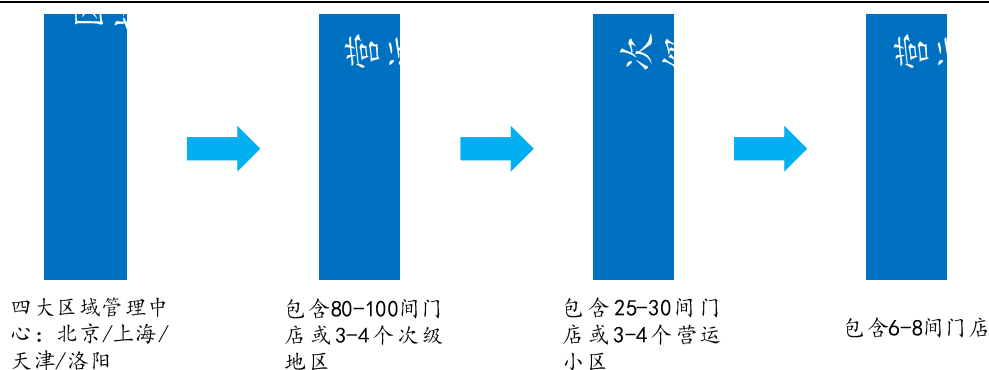 营
次
营
四大区域管理中
心：北京/上海/
天津/洛阳
包含80-100间门
店或3-4个次级
地区
包含25-30间门
店或3-4个营运
小区
包含6-8间门店